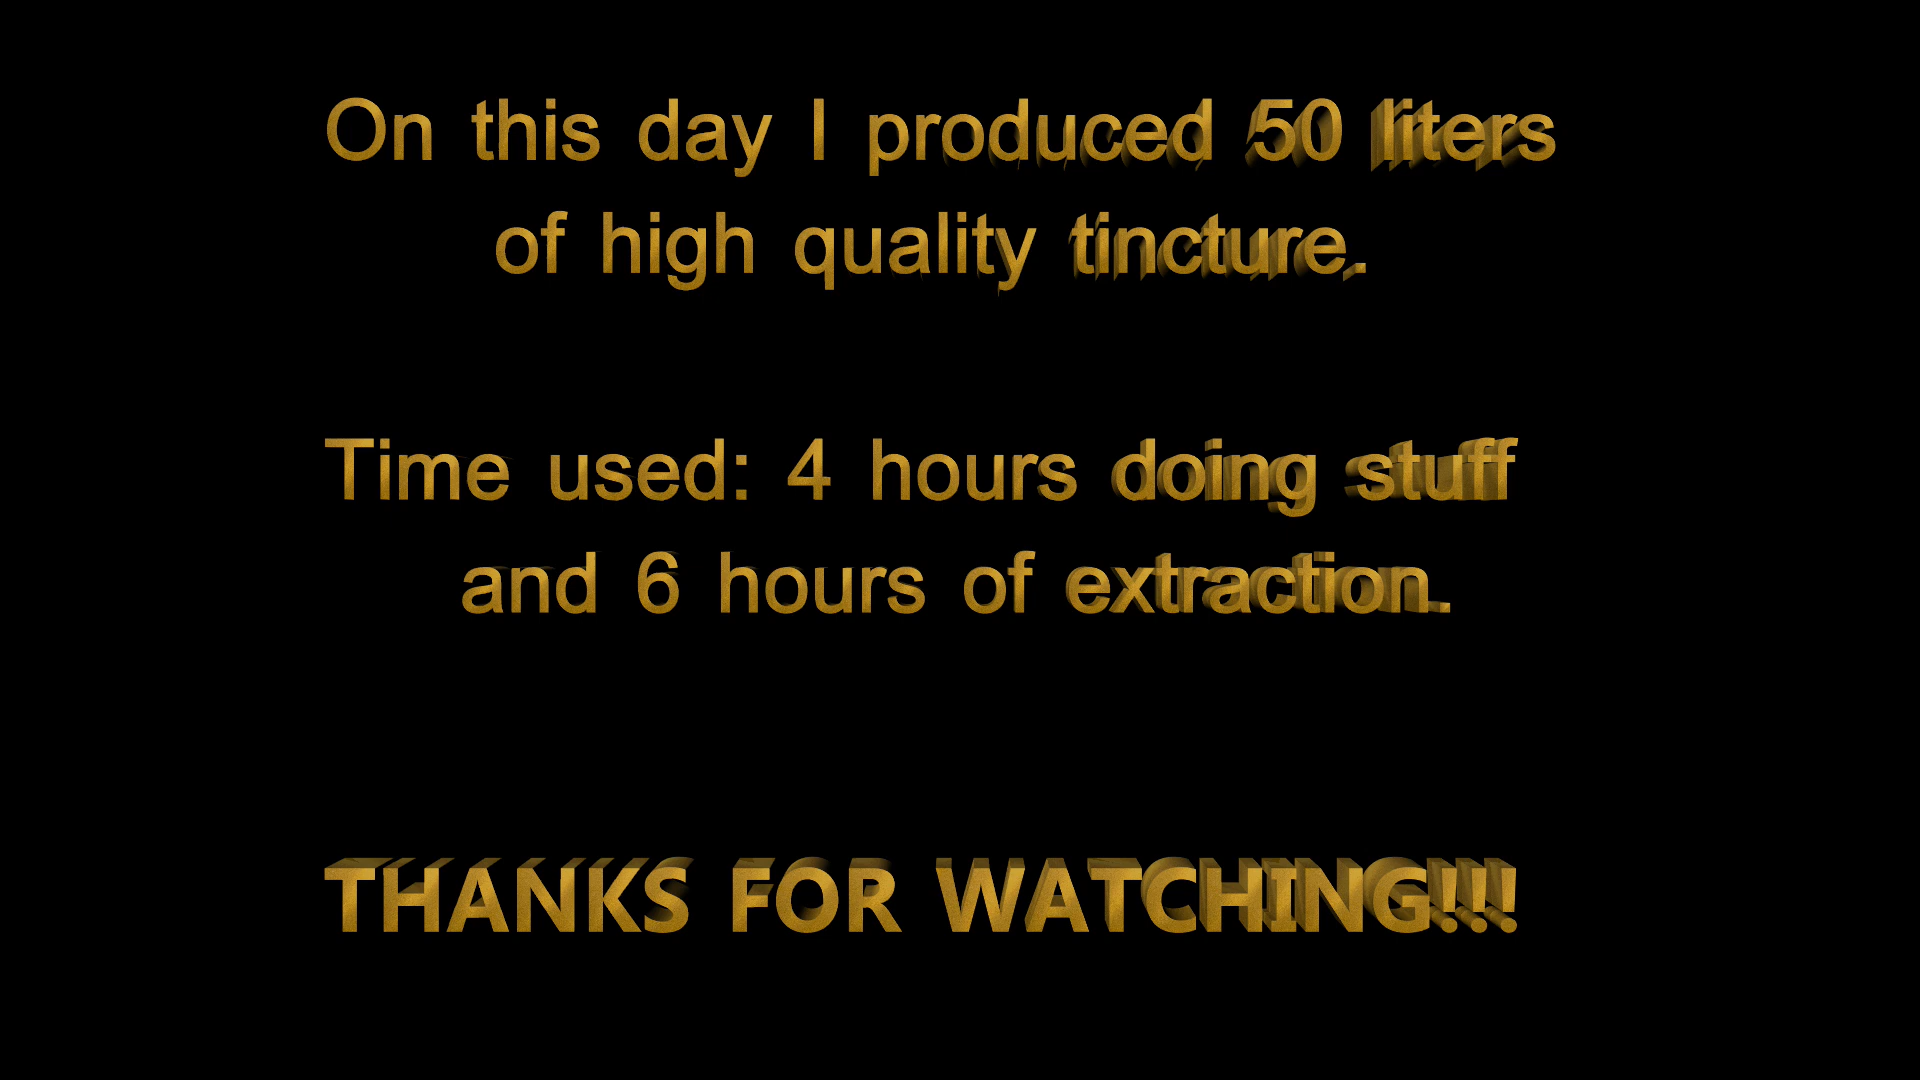 On this day I produced 50 liters
of high quality tincture.
Time used: 4 hours doing stuff
and 6 hours of extraction.
THANKS FOR WATCHING!!!